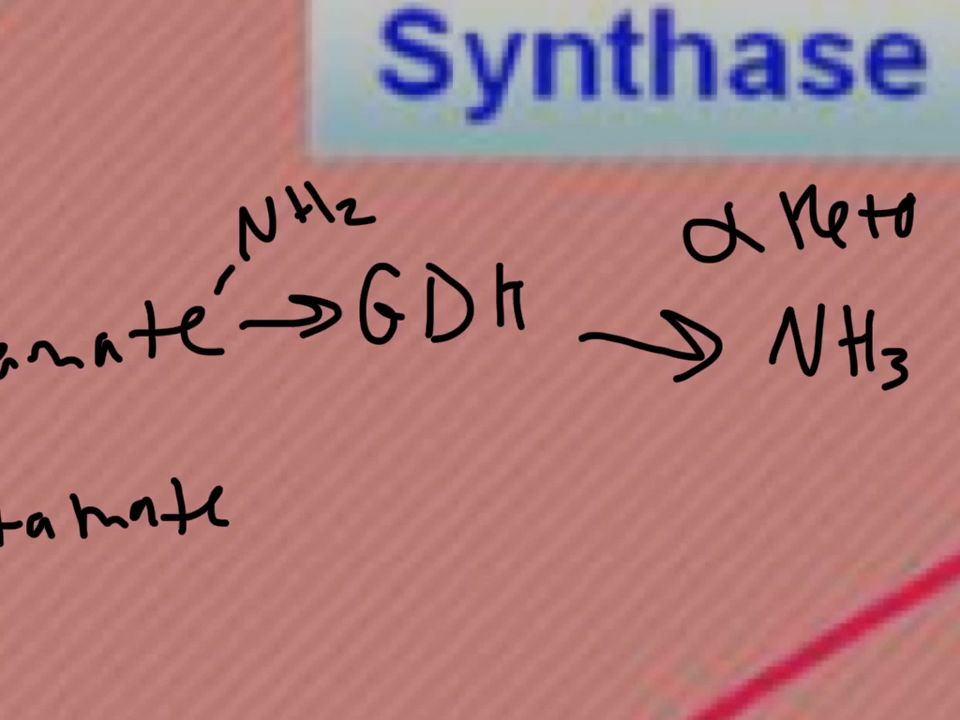 Synthase
NH2
α Keto
amate → GDH → NH3
tamate